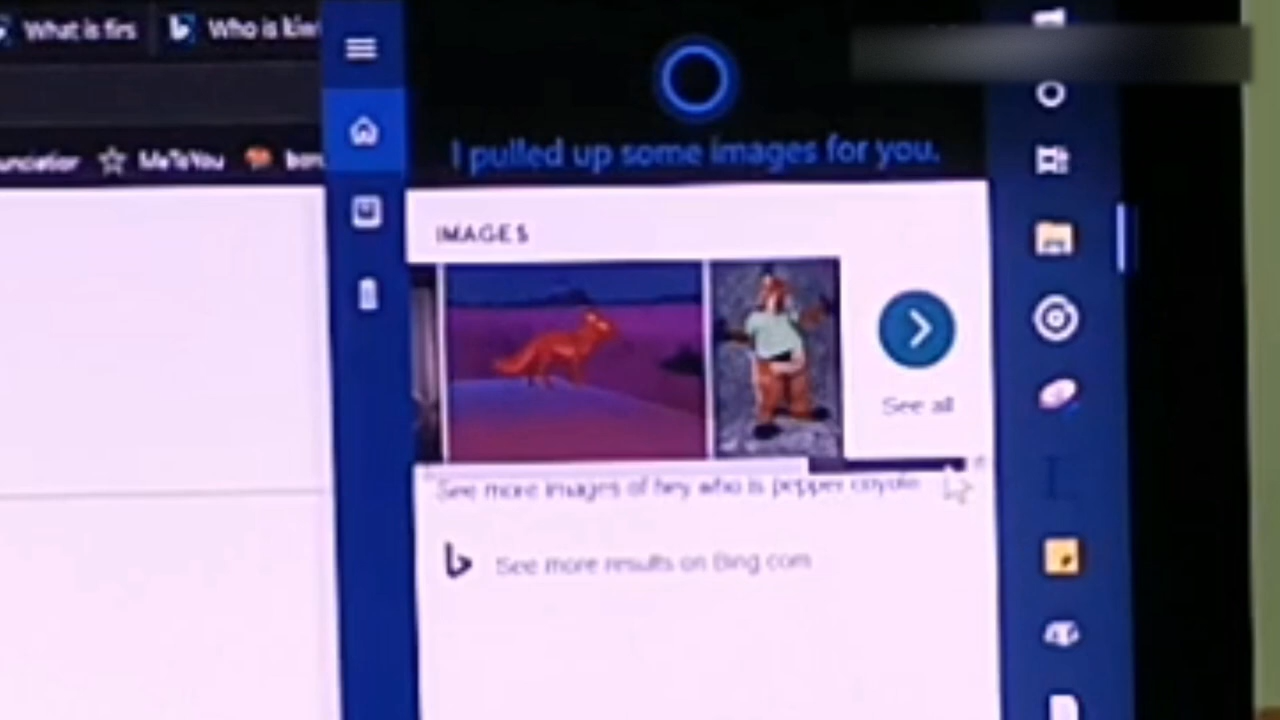 What is firs
Who is kin
unciation MeToYou
I pulled up some images for you.
IMAGES
See all
See more images of hey who is pepper coyote
See more results on Bing.com